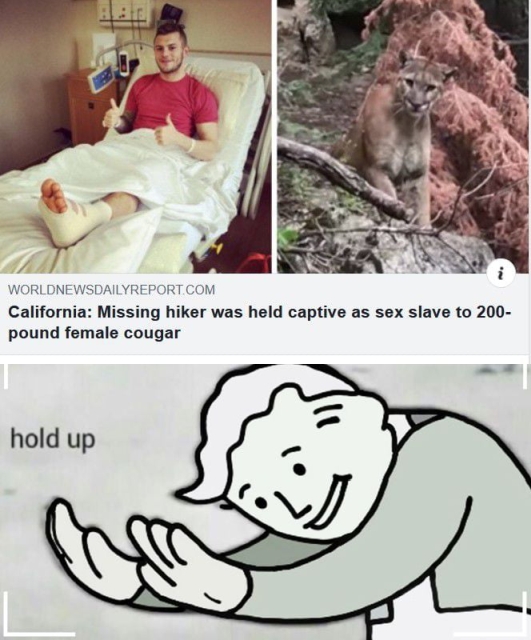 WORLDNEWSDAILYREPORT.COM
California: Missing hiker was held captive as sex slave to 200-
pound female cougar
hold up